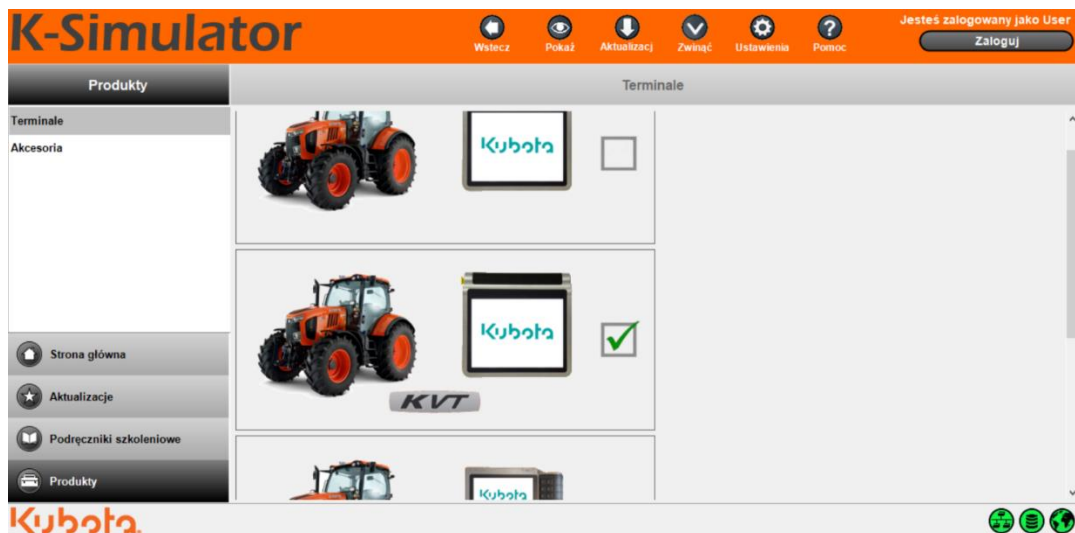 K-Simulator
Wstecz
Pokaż
Aktualizacj
Zwinąć
Ustawienia
Pomoc
Jesteś zalogowany jako User
Zaloguj
Produkty
Terminale
Terminale
Akcesoria
Kubota
Kubota
KVT
Kubota
Strona główna
Aktualizacje
Podręczniki szkoleniowe
Produkty
Kubota